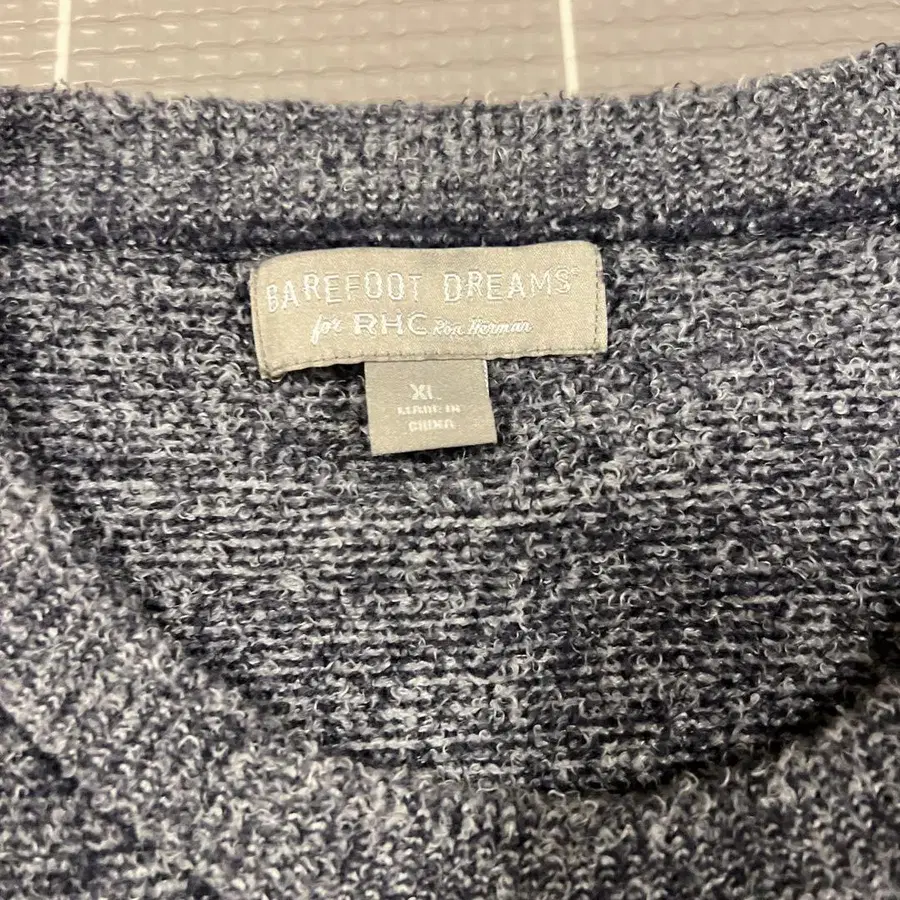 BAREFOOT DREAMS®
for RHC Ron Herman
XL
MADE IN
CHINA